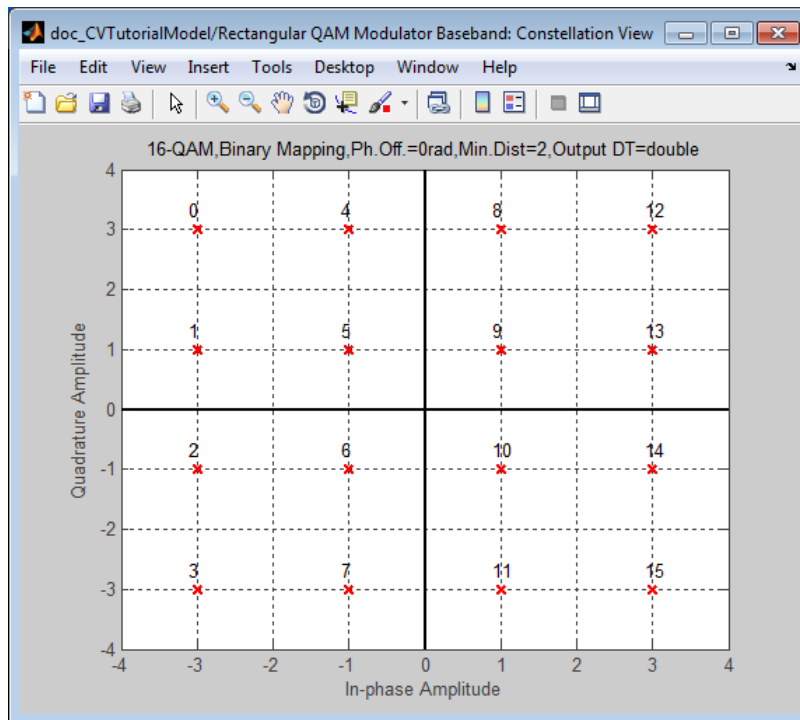 doc_CVTutorialModel/Rectangular QAM Modulator Baseband: Constellation View
File Edit View Insert Tools Desktop Window Help
16-QAM,Binary Mapping,Ph.Off.=0rad,Min.Dist=2,Output DT=double
4
0 4 8 12
3
2
1 5 9 13
1
Quadrature Amplitude
0
2 6 10 14
-1
-2
3 7 11 15
-3
-4
-4 -3 -2 -1 0 1 2 3 4
In-phase Amplitude